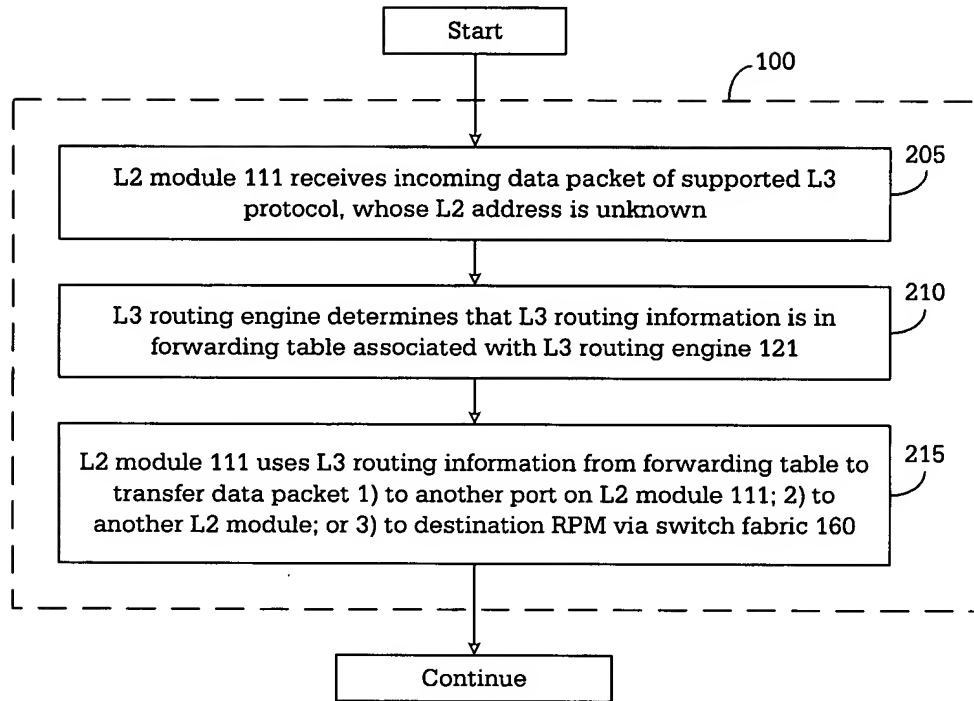 Start
100
L2 module 111 receives incoming data packet of supported L3
protocol, whose L2 address is unknown
205
L3 routing engine determines that L3 routing information is in
forwarding table associated with L3 routing engine 121
210
L2 module 111 uses L3 routing information from forwarding table to
transfer data packet 1) to another port on L2 module 111; 2) to
another L2 module; or 3) to destination RPM via switch fabric 160
215
Continue